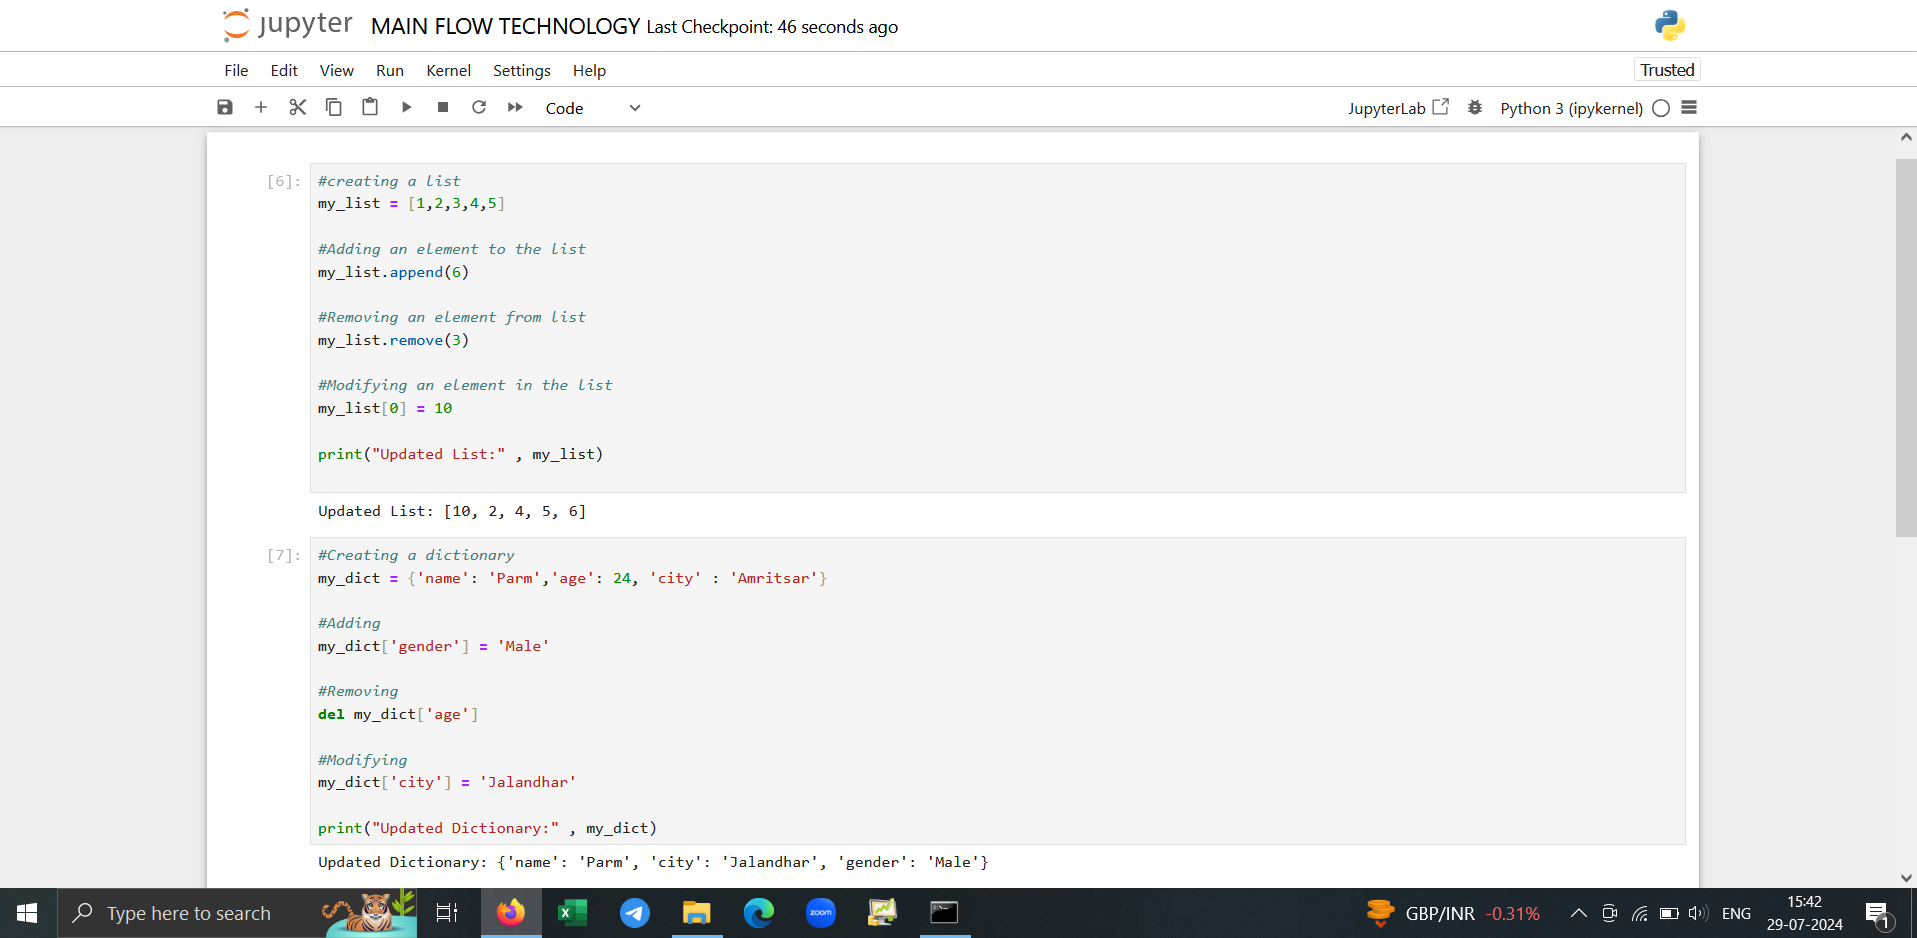 jupyter MAIN FLOW TECHNOLOGY Last Checkpoint: 46 seconds ago
File Edit View Run Kernel Settings Help Trusted
Code JupyterLab Python 3 (ipykernel)
[6]: #creating a list
my_list = [1,2,3,4,5]
#Adding an element to the list
my_list.append(6)
#Removing an element from list
my_list.remove(3)
#Modifying an element in the list
my_list[0] = 10
print("Updated List:" , my_list)
Updated List: [10, 2, 4, 5, 6]
[7]: #Creating a dictionary
my_dict = {'name': 'Parm','age': 24, 'city' : 'Amritsar'}
#Adding
my_dict['gender'] = 'Male'
#Removing
del my_dict['age']
#Modifying
my_dict['city'] = 'Jalandhar'
print("Updated Dictionary:" , my_dict)
Updated Dictionary: {'name': 'Parm', 'city': 'Jalandhar', 'gender': 'Male'}
Type here to search zoom GBP/INR -0.31% ENG 15:42
29-07-2024 1